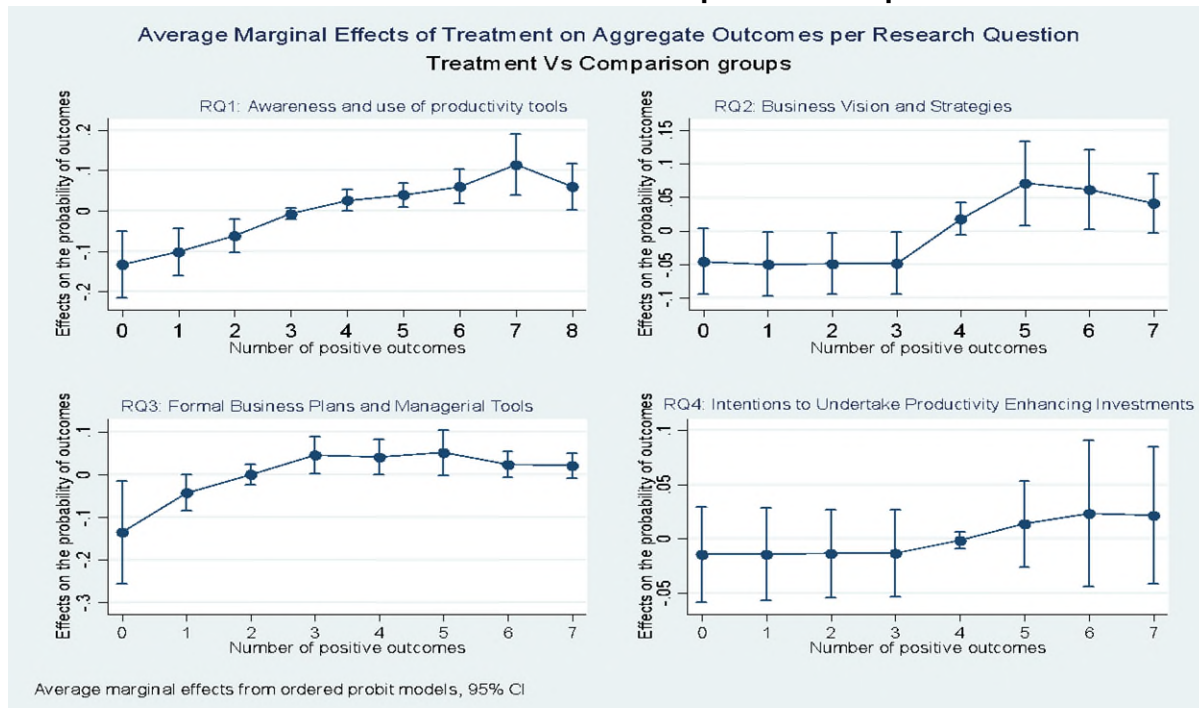 Average Marginal Effects of Treatment on Aggregate Outcomes per Research Question
Treatment Vs Comparison groups
RQ1: Awareness and use of productivity tools
Effects on the probability of outcomes
.2
.1
0
-.1
-.2
0 1 2 3 4 5 6 7 8
Number of positive outcomes
RQ2: Business Vision and Strategies
Effects on the probability of outcomes
.15
.1
.05
0
-.05
-.1
0 1 2 3 4 5 6 7
Number of positive outcomes
RQ3: Formal Business Plans and Managerial Tools
Effects on the probability of outcomes
.1
0
-.1
-.2
-.3
0 1 2 3 4 5 6 7
Number of positive outcomes
RQ4: Intentions to Undertake Productivity Enhancing Investments
Effects on the probability of outcomes
.1
.05
0
-.05
0 1 2 3 4 5 6 7
Number of positive outcomes
Average marginal effects from ordered probit models, 95% CI